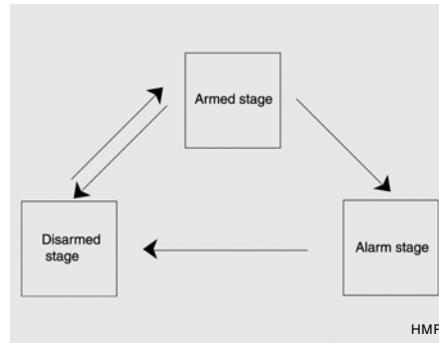 Armed stage
Disarmed
stage
Alarm stage
HMF